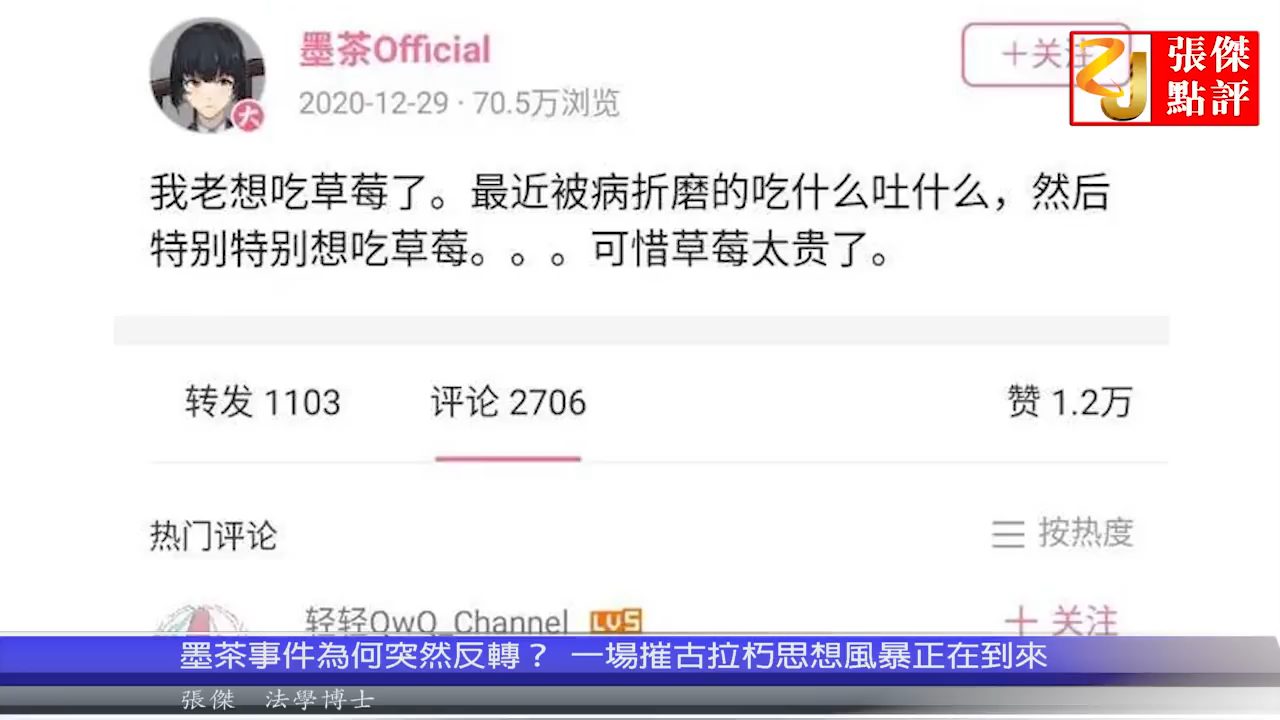 墨茶Official
2020-12-29 · 70.5万浏览
大
+关注
ZJ
張傑
點評
我老想吃草莓了。最近被病折磨的吃什么吐什么，然后
特别特别想吃草莓。。。可惜草莓太贵了。
转发 1103
评论 2706
赞 1.2万
热门评论
按热度
轻轻QwQ_Channel
LV5
+ 关注
墨茶事件為何突然反轉？ 一場摧古拉朽思想風暴正在到來
張傑 法學博士